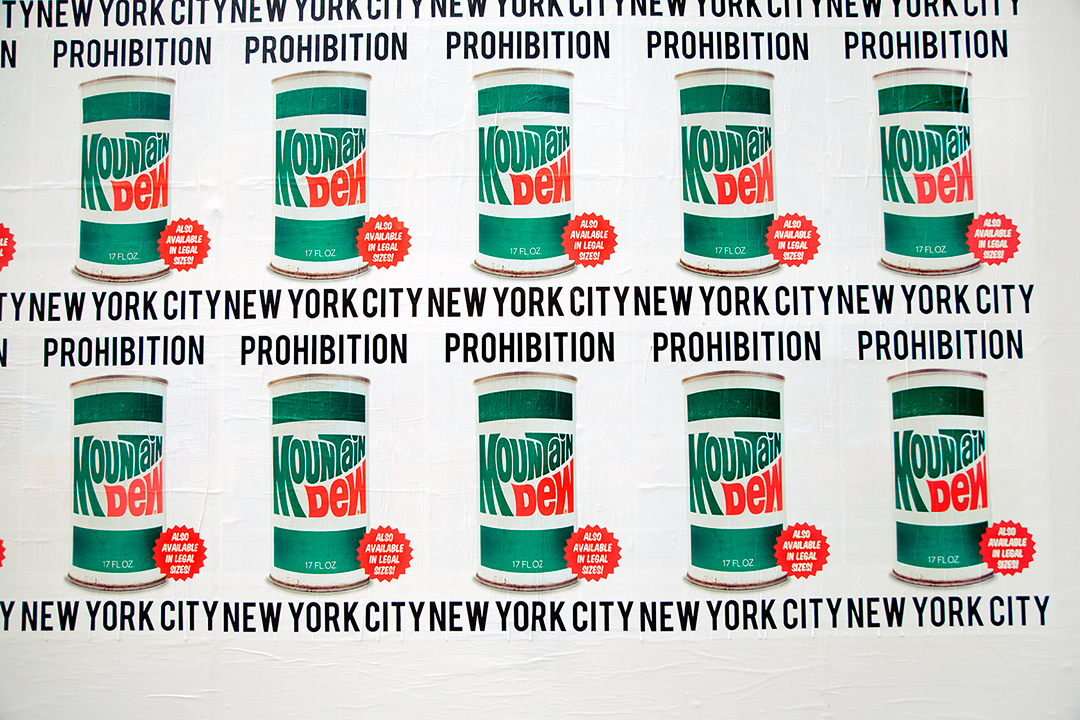 TY NEW YORK CITY NEW YORK CITY NEW YORK CITY NEW YORK CITY NEW YORK CITY
N PROHIBITION PROHIBITION PROHIBITION PROHIBITION PROHIBITION
MOUNTAIN MOUNTAIN MOUNTAIN MOUNTAIN MOUNTAIN
DEW DEW DEW DEW DEW
ALSO ALSO ALSO ALSO ALSO
AVAILABLE AVAILABLE AVAILABLE AVAILABLE AVAILABLE
IN LEGAL IN LEGAL IN LEGAL IN LEGAL IN LEGAL
SIZES! SIZES! SIZES! SIZES! SIZES!
17 FL OZ 17 FL OZ 17 FL OZ 17 FL OZ 17 FL OZ
TY NEW YORK CITY NEW YORK CITY NEW YORK CITY NEW YORK CITY NEW YORK CITY
N PROHIBITION PROHIBITION PROHIBITION PROHIBITION PROHIBITION
MOUNTAIN MOUNTAIN MOUNTAIN MOUNTAIN MOUNTAIN
DEW DEW DEW DEW DEW
ALSO ALSO ALSO ALSO ALSO
AVAILABLE AVAILABLE AVAILABLE AVAILABLE AVAILABLE
IN LEGAL IN LEGAL IN LEGAL IN LEGAL IN LEGAL
SIZES! SIZES! SIZES! SIZES! SIZES!
17 FL OZ 17 FL OZ 17 FL OZ 17 FL OZ 17 FL OZ
Y NEW YORK CITY NEW YORK CITY NEW YORK CITY NEW YORK CITY NEW YORK CITY